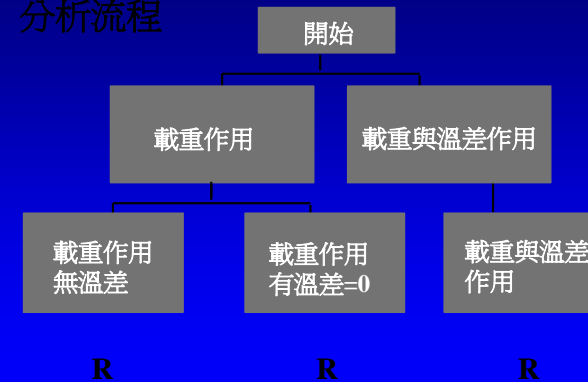 分析流程
開始
載重作用
載重與溫差作用
載重作用
無溫差
載重作用
有溫差=0
載重與溫差
作用
R
R
R